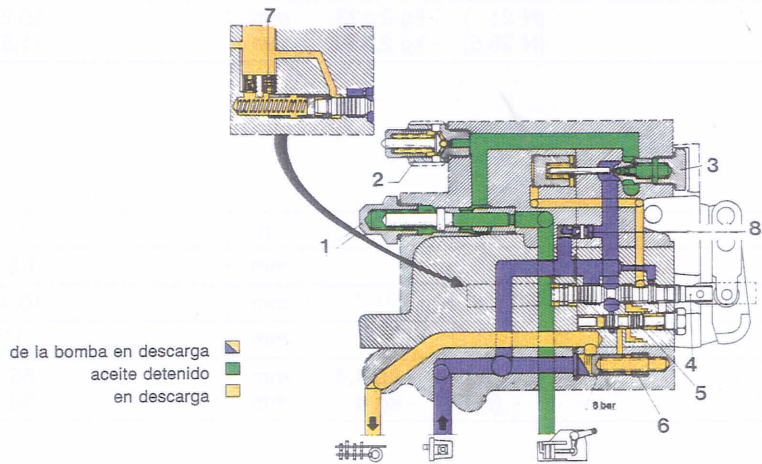 7
2
3
1
8
4
5
6
8 bar
de la bomba en descarga
aceite detenido
en descarga